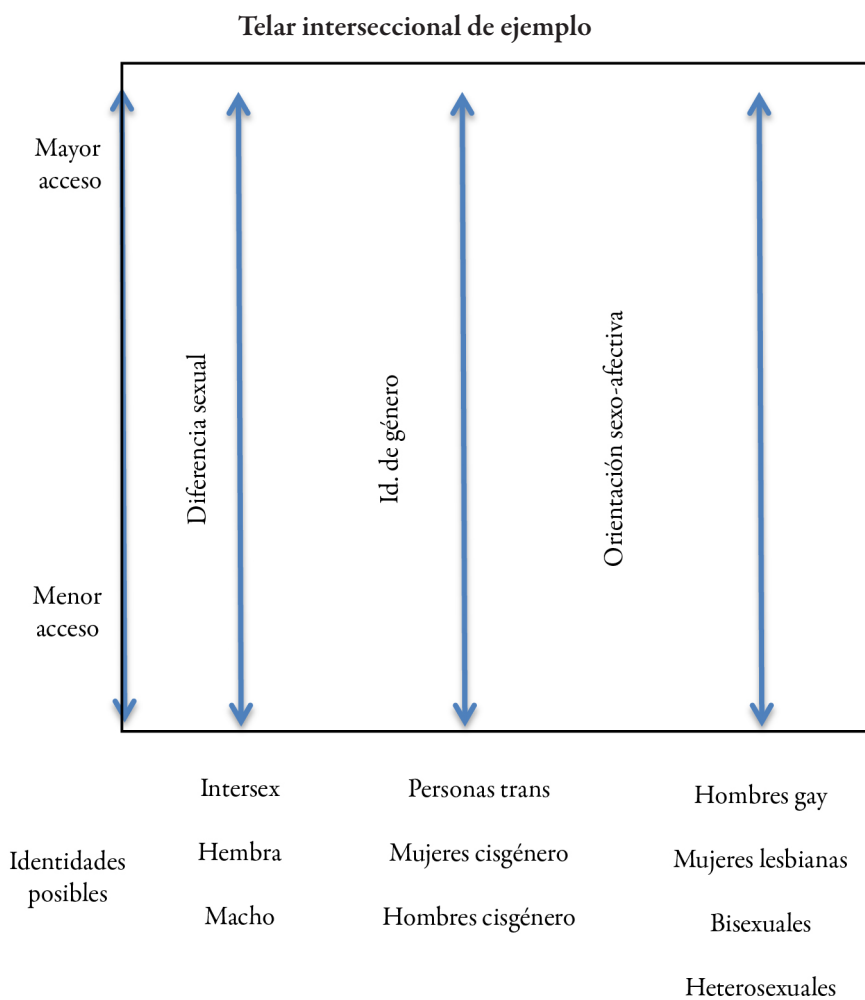 Telar interseccional de ejemplo
Mayor
acceso
Diferencia sexual
Id. de género
Orientación sexo-afectiva
Menor
acceso
Identidades
posibles
Intersex
Hembra
Macho
Personas trans
Mujeres cisgénero
Hombres cisgénero
Hombres gay
Mujeres lesbianas
Bisexuales
Heterosexuales